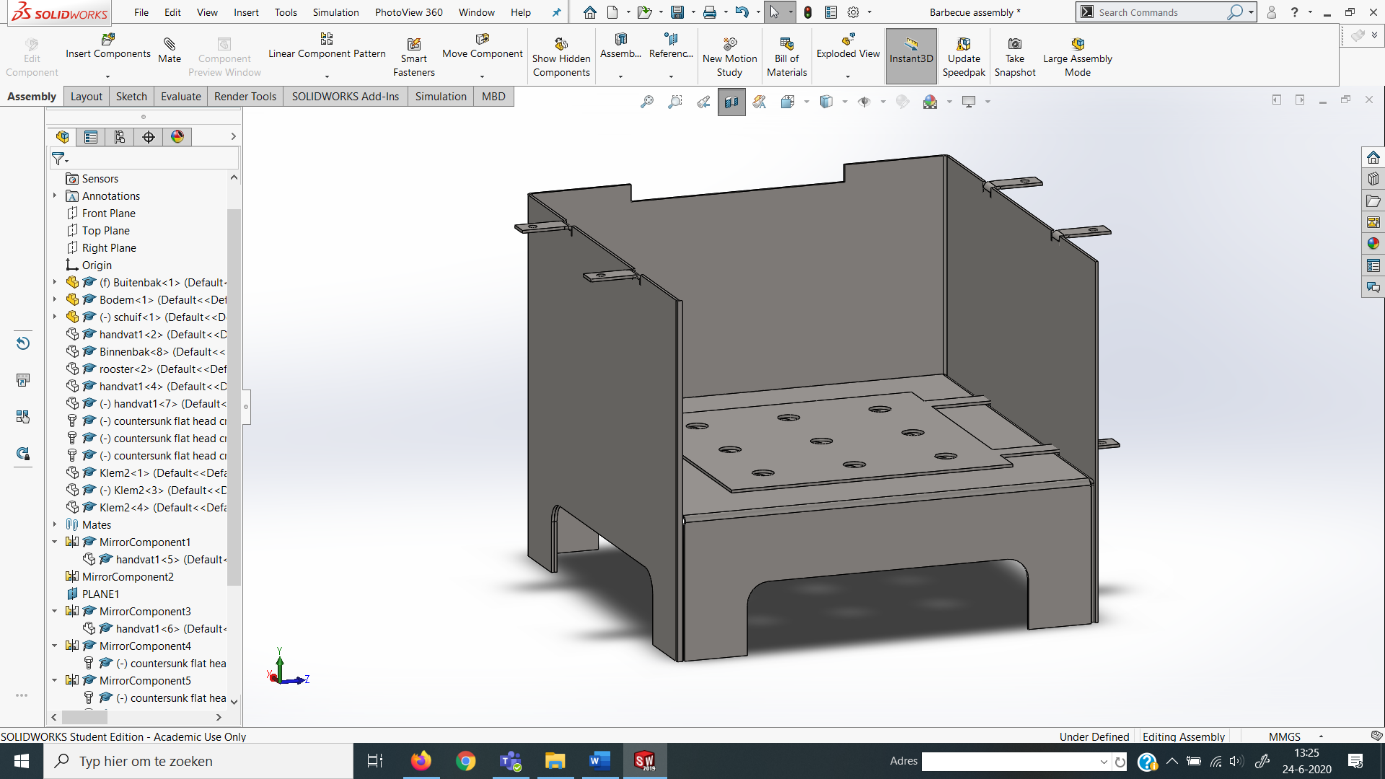 SOLIDWORKS
File Edit View Insert Tools Simulation PhotoView 360 Window Help
Barbecue assembly *
Search Commands
Edit Component
Insert Components
Mate
Component Preview Window
Linear Component Pattern
Smart Fasteners
Move Component
Show Hidden Components
Assemb...
Referenc...
New Motion Study
Bill of Materials
Exploded View
Instant3D
Update Speedpak
Take Snapshot
Large Assembly Mode
Assembly Layout Sketch Evaluate Render Tools SOLIDWORKS Add-Ins Simulation MBD
Sensors
Annotations
Front Plane
Top Plane
Right Plane
Origin
(f) Buitenbak<1> (Default-
Bodem<1> (Default<<Def
(-) schuif<1> (Default<<D
handvat1<2> (Default<<D
Binnenbak<8> (Default<<
rooster<2> (Default<<Def
handvat1<4> (Default<<D
(-) handvat1<7> (Default<
(-) countersunk flat head cr
(-) countersunk flat head cr
(-) countersunk flat head cr
Klem2<1> (Default<<Defa
(-) Klem2<3> (Default<<D
Klem2<4> (Default<<Defa
Mates
MirrorComponent1
handvat1<5> (Default<
MirrorComponent2
PLANE1
MirrorComponent3
handvat1<6> (Default<
MirrorComponent4
(-) countersunk flat hea
MirrorComponent5
(-) countersunk flat hea
Y
X Z
SOLIDWORKS Student Edition - Academic Use Only
Under Defined Editing Assembly MMGS
Typ hier om te zoeken
SW 2019
Adres
13:25
24-6-2020